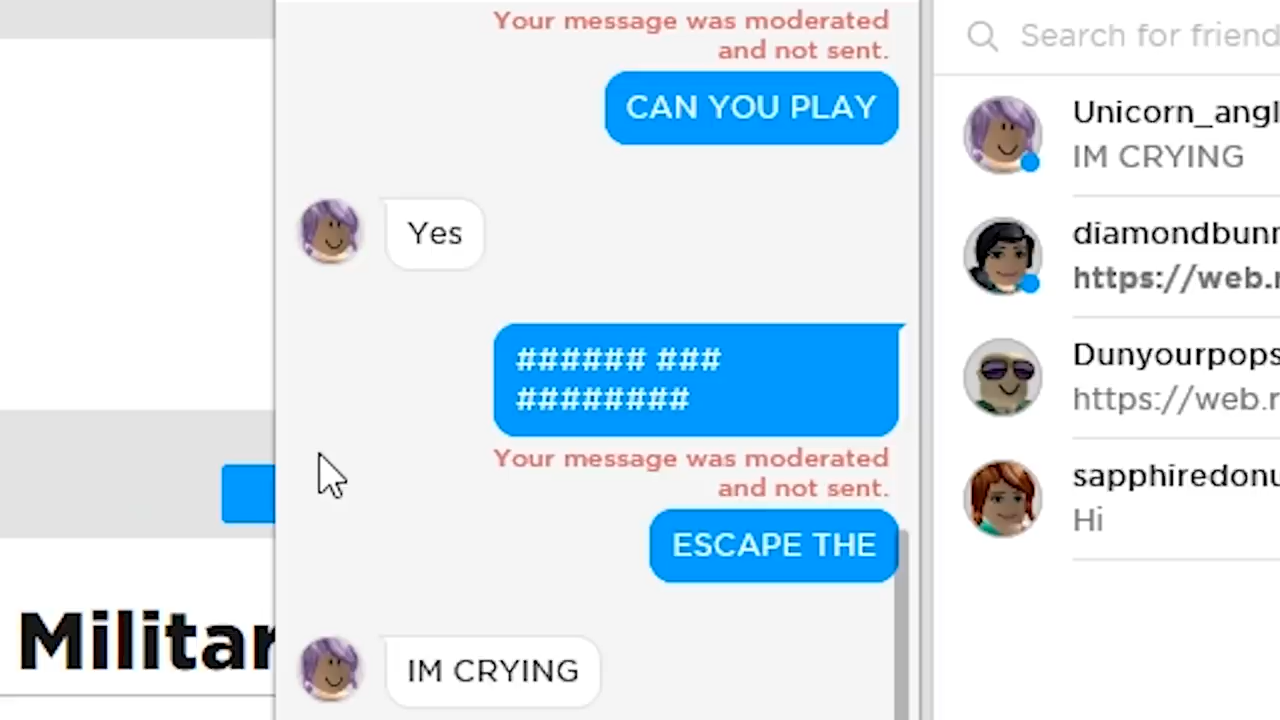 Your message was moderated
and not sent.
CAN YOU PLAY
Yes
###### ###
########
Your message was moderated
and not sent.
ESCAPE THE
IM CRYING
Search for friend
Unicorn_angl
IM CRYING
diamondbunn
https://web.r
Dunyourpops
https://web.r
sapphiredonu
Hi
Militar